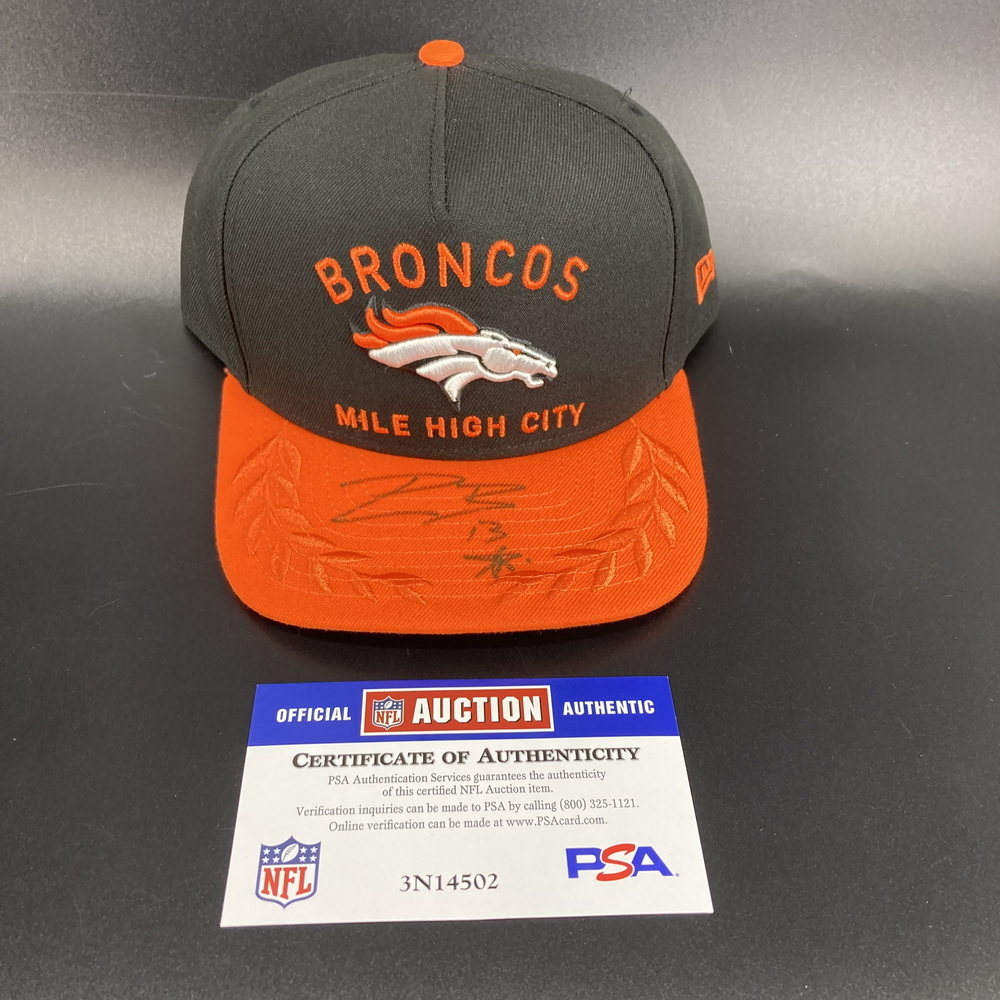 BRONCOS
MILE HIGH CITY
13
OFFICIAL NFL AUCTION AUTHENTIC
CERTIFICATE OF AUTHENTICITY
PSA Authentication Services guarantees the authenticity
of this certified NFL Auction item.
Verification inquiries can be made to PSA by calling (800) 325-1121.
Online verification can be made at www.PSAcard.com.
NFL
3N14502
PSA